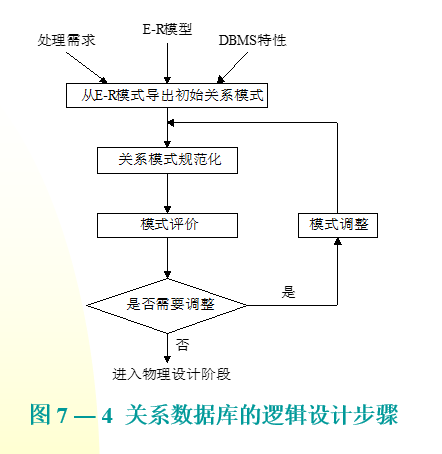 处理需求
E-R模型
DBMS特性
从E-R模式导出初始关系模式
关系模式规范化
模式评价
模式调整
是否需要调整
是
否
进入物理设计阶段
图 7 — 4 关系数据库的逻辑设计步骤